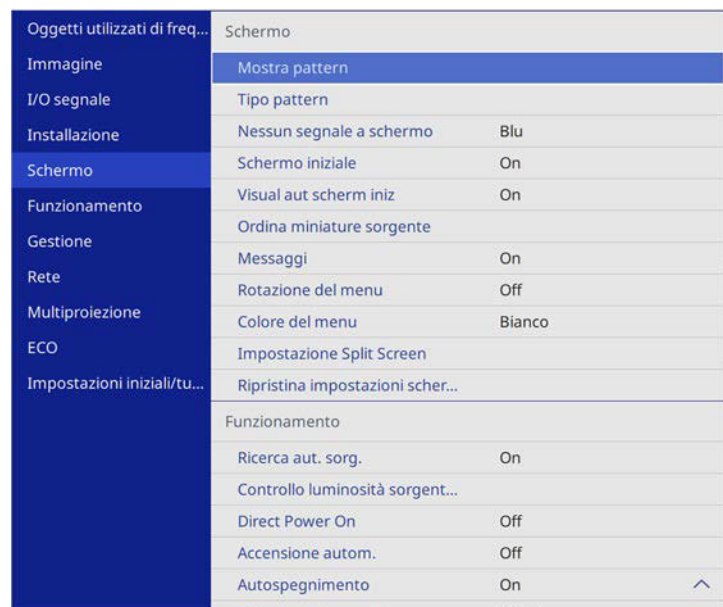 Oggetti utilizzati di freq...
Immagine
I/O segnale
Installazione
Schermo
Funzionamento
Gestione
Rete
Multiproiezione
ECO
Impostazioni iniziali/tu...
Schermo
Mostra pattern
Tipo pattern
Nessun segnale a schermo Blu
Schermo iniziale On
Visual aut scherm iniz On
Ordina miniature sorgente
Messaggi On
Rotazione del menu Off
Colore del menu Bianco
Impostazione Split Screen
Ripristina impostazioni scher...
Funzionamento
Ricerca aut. sorg. On
Controllo luminosità sorgent...
Direct Power On Off
Accensione autom. Off
Autospegnimento On